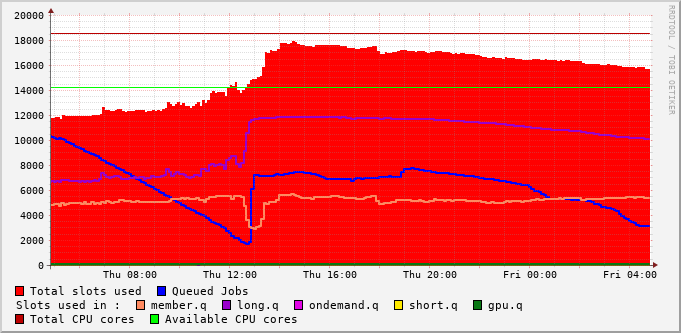 20000
18000
16000
14000
12000
10000
8000
6000
4000
2000
0
Thu 08:00 Thu 12:00 Thu 16:00 Thu 20:00 Fri 00:00 Fri 04:00
RRDTOOL / TOBI OETIKER
Total slots used Queued Jobs
Slots used in : member.q long.q ondemand.q short.q gpu.q
Total CPU cores Available CPU cores